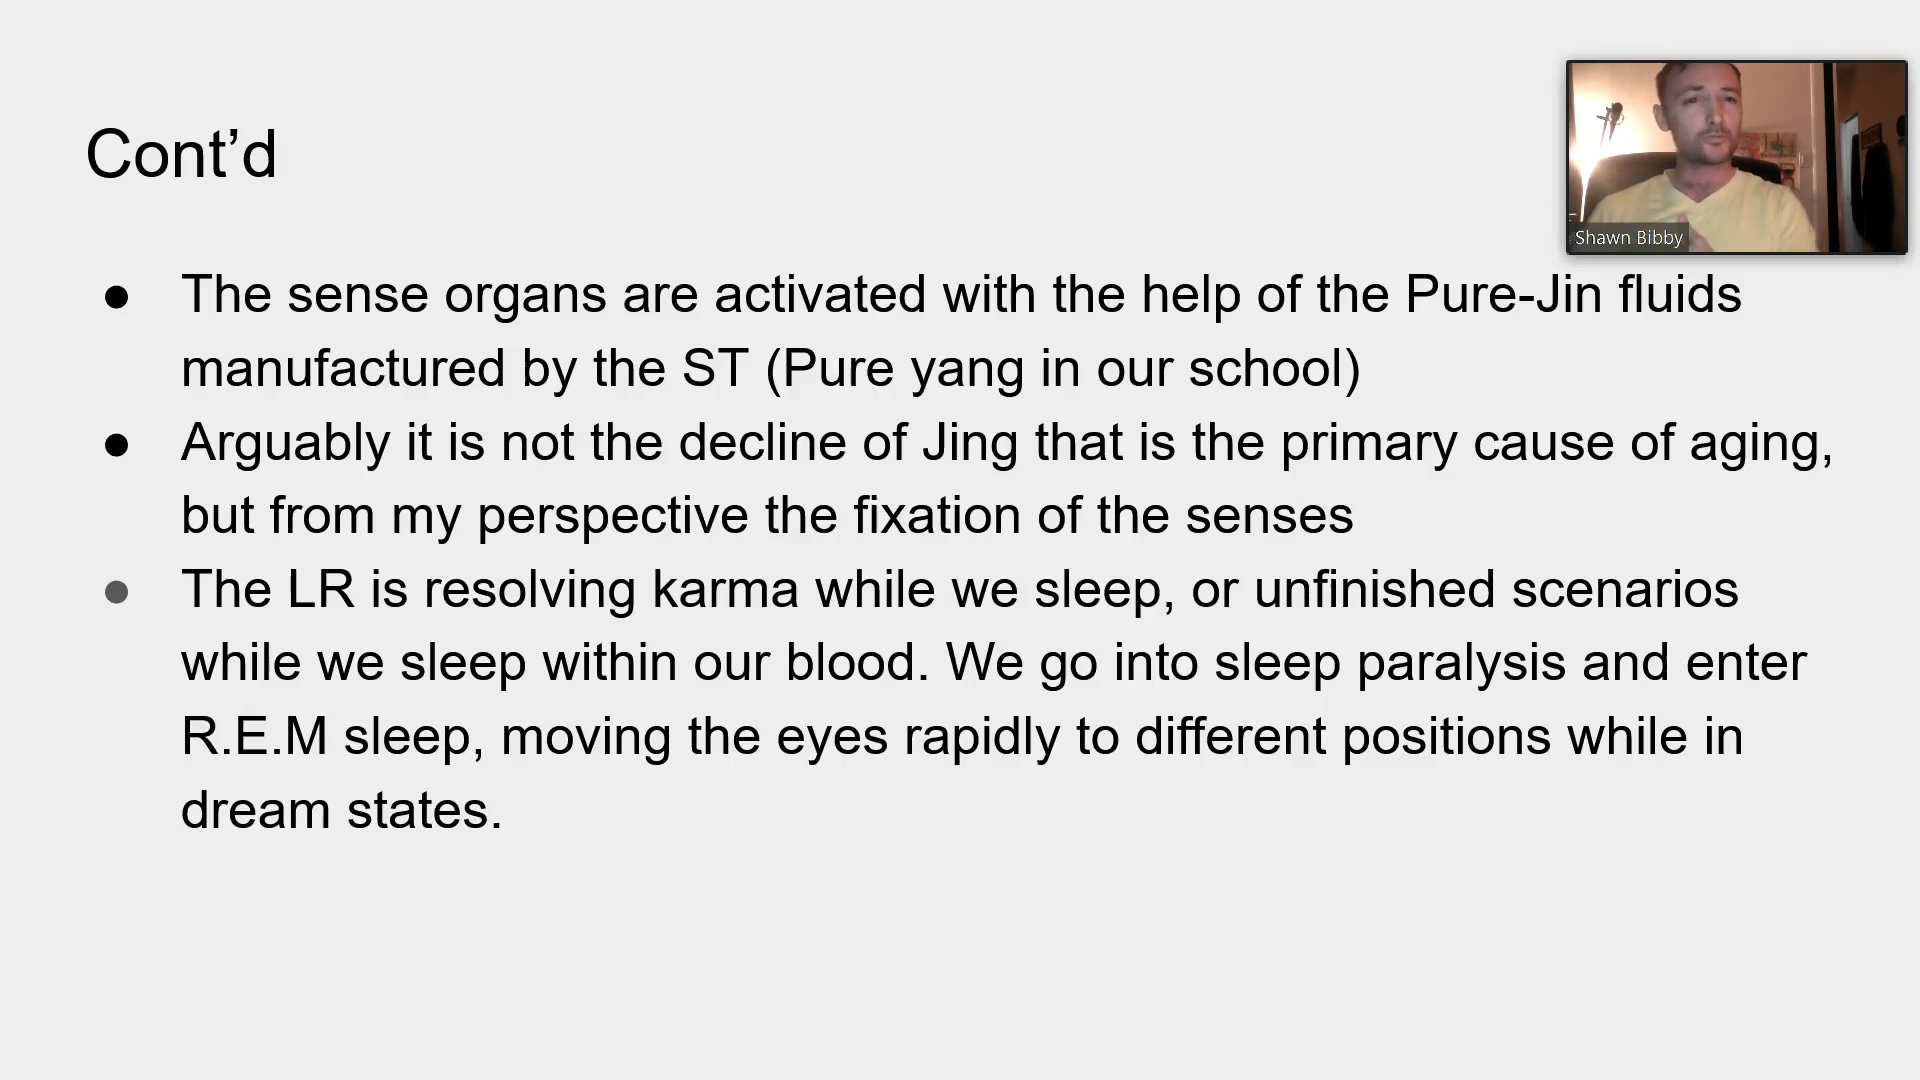 Cont’d
Shawn Bibby
● The sense organs are activated with the help of the Pure-Jin fluids
manufactured by the ST (Pure yang in our school)
● Arguably it is not the decline of Jing that is the primary cause of aging,
but from my perspective the fixation of the senses
● The LR is resolving karma while we sleep, or unfinished scenarios
while we sleep within our blood. We go into sleep paralysis and enter
R.E.M sleep, moving the eyes rapidly to different positions while in
dream states.